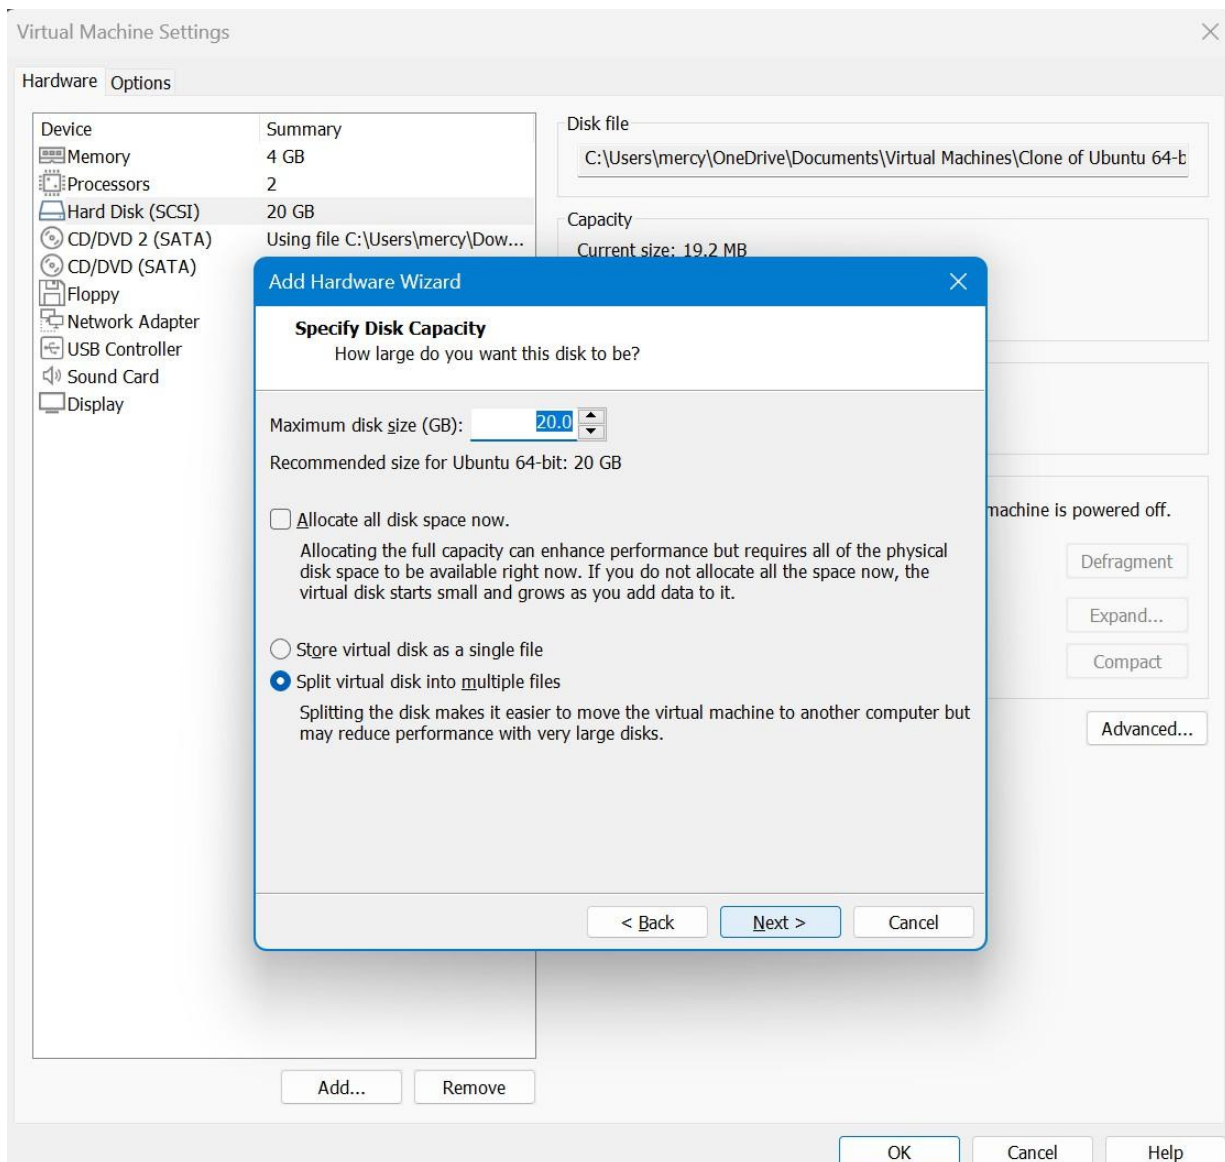 Virtual Machine Settings
Hardware Options
Device Summary
Memory 4 GB
Processors 2
Hard Disk (SCSI) 20 GB
CD/DVD 2 (SATA) Using file C:\Users\mercy\Dow...
CD/DVD (SATA)
Floppy
Network Adapter
USB Controller
Sound Card
Display
Add... Remove
Disk file
C:\Users\mercy\OneDrive\Documents\Virtual Machines\Clone of Ubuntu 64-b
Capacity
Current size: 19.2 MB
machine is powered off.
Defragment
Expand...
Compact
Advanced...
Add Hardware Wizard
Specify Disk Capacity
How large do you want this disk to be?
Maximum disk size (GB): 20.0
Recommended size for Ubuntu 64-bit: 20 GB
Allocate all disk space now.
Allocating the full capacity can enhance performance but requires all of the physical
disk space to be available right now. If you do not allocate all the space now, the
virtual disk starts small and grows as you add data to it.
Store virtual disk as a single file
Split virtual disk into multiple files
Splitting the disk makes it easier to move the virtual machine to another computer but
may reduce performance with very large disks.
< Back Next > Cancel
OK Cancel Help